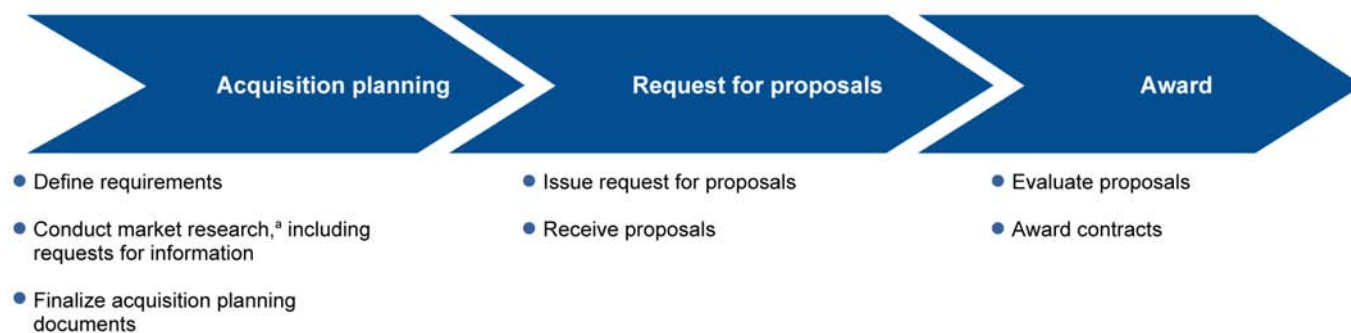 Acquisition planning
Request for proposals
Award
● Define requirements
● Conduct market research,ᵃ including
requests for information
● Finalize acquisition planning
documents
● Issue request for proposals
● Receive proposals
● Evaluate proposals
● Award contracts